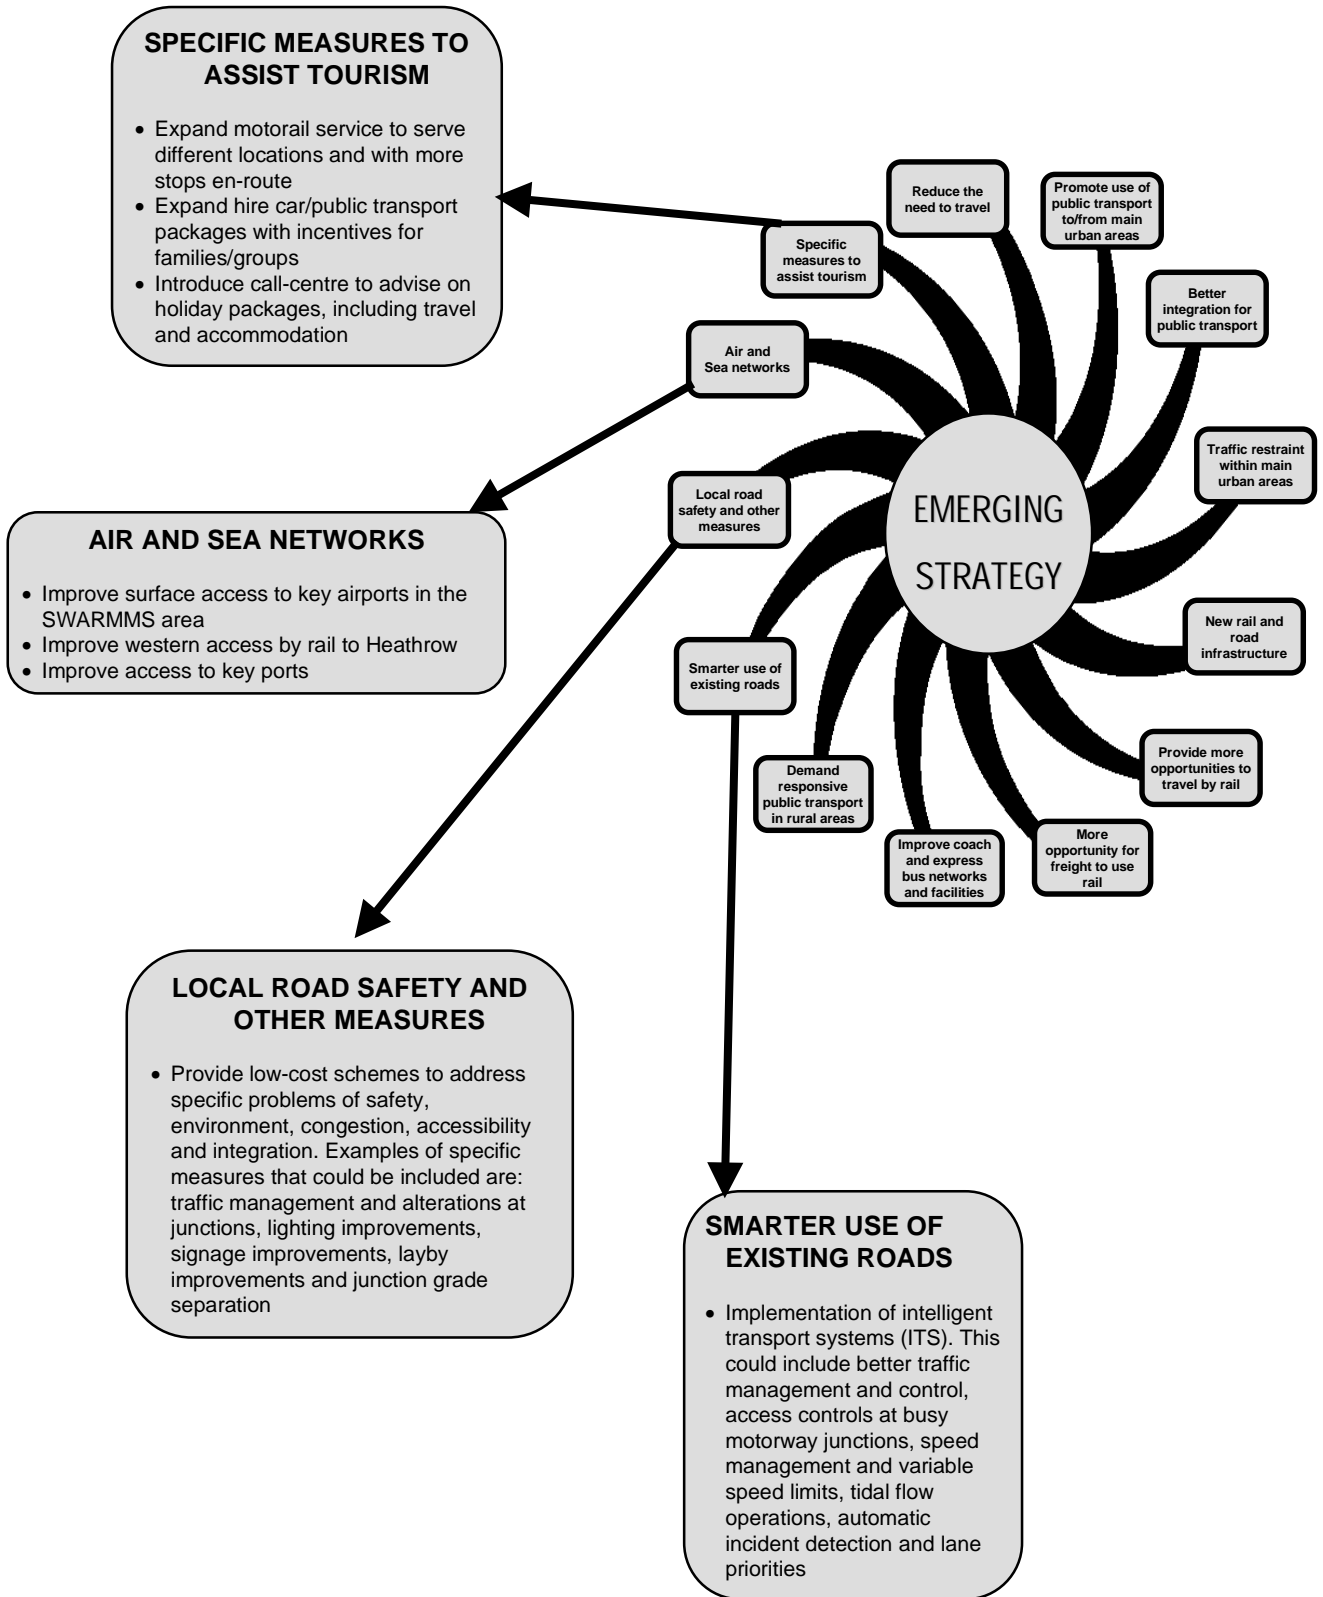 SPECIFIC MEASURES TO
ASSIST TOURISM
• Expand motorail service to serve
different locations and with more
stops en-route
• Expand hire car/public transport
packages with incentives for
families/groups
• Introduce call-centre to advise on
holiday packages, including travel
and accommodation
Reduce the
need to travel
Promote use of
public transport
to/from main
urban areas
Specific
measures to
assist tourism
Better
integration for
public transport
Air and
Sea networks
Traffic restraint
within main
urban areas
Local road
safety and other
measures
EMERGING
STRATEGY
AIR AND SEA NETWORKS
• Improve surface access to key airports in the
SWARMMS area
• Improve western access by rail to Heathrow
• Improve access to key ports
New rail and
road
infrastructure
Smarter use of
existing roads
Provide more
opportunities to
travel by rail
Demand
responsive
public transport
in rural areas
Improve coach
and express
bus networks
and facilities
More
opportunity for
freight to use
rail
LOCAL ROAD SAFETY AND
OTHER MEASURES
• Provide low-cost schemes to address
specific problems of safety,
environment, congestion, accessibility
and integration. Examples of specific
measures that could be included are:
traffic management and alterations at
junctions, lighting improvements,
signage improvements, layby
improvements and junction grade
separation
SMARTER USE OF
EXISTING ROADS
• Implementation of intelligent
transport systems (ITS). This
could include better traffic
management and control,
access controls at busy
motorway junctions, speed
management and variable
speed limits, tidal flow
operations, automatic
incident detection and lane
priorities